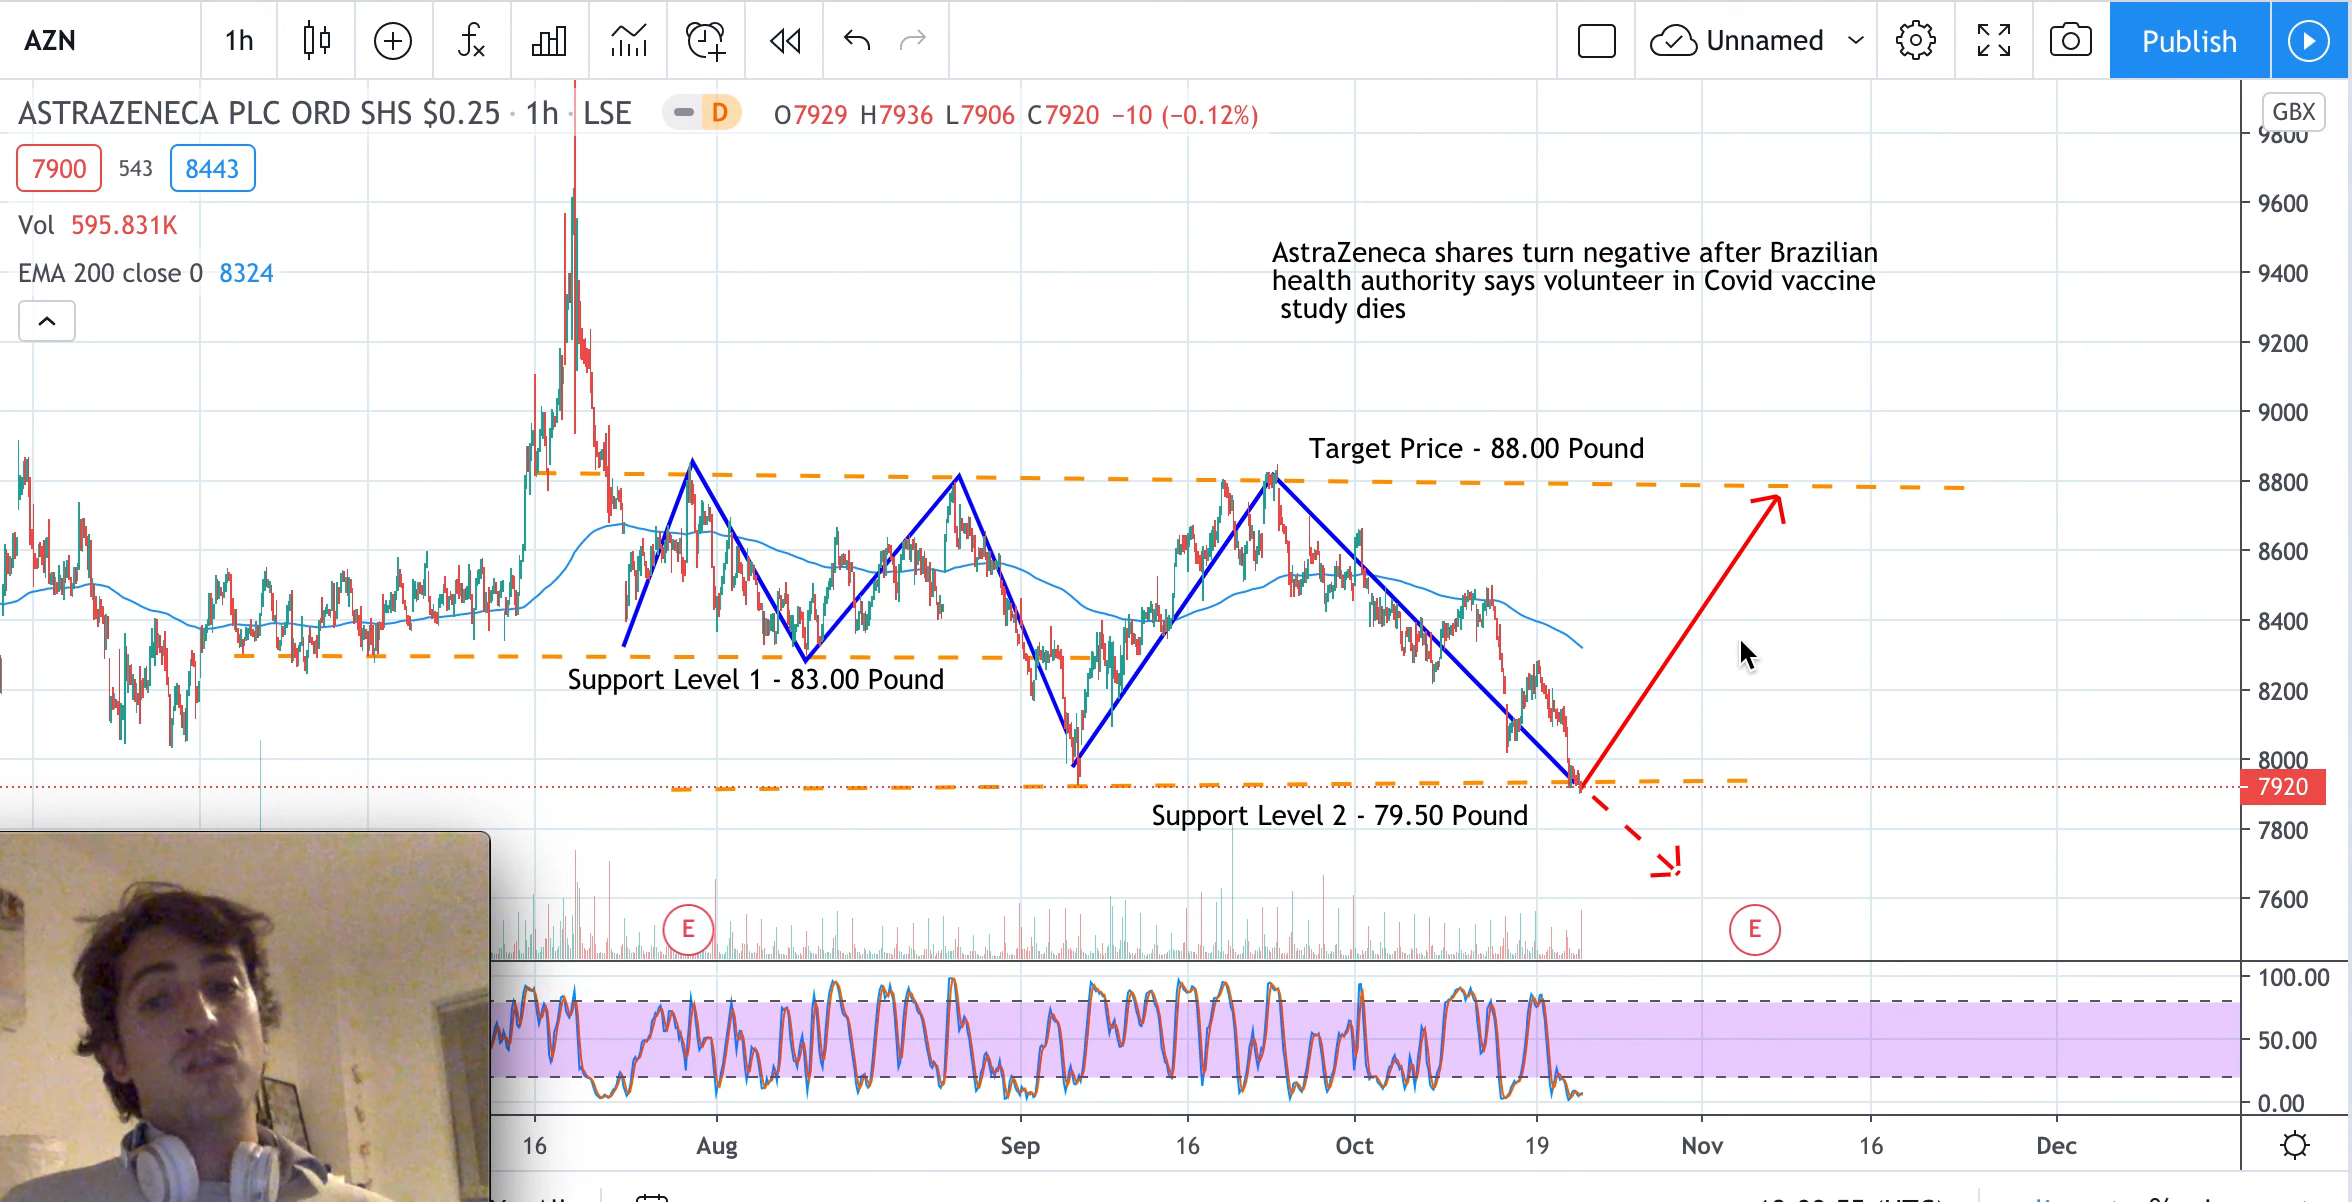 AZN 1h Unnamed Publish
ASTRAZENECA PLC ORD SHS $0.25 · 1h · LSE D O7929 H7936 L7906 C7920 −10 (−0.12%) GBX
7900 543 8443
Vol 595.831K
EMA 200 close 0 8324
9800
9600
9400
9200
9000
8800
8600
8400
8200
8000
7920
7800
7600
AstraZeneca shares turn negative after Brazilian
health authority says volunteer in Covid vaccine
study dies
Target Price - 88.00 Pound
Support Level 1 - 83.00 Pound
Support Level 2 - 79.50 Pound
E E
100.00
50.00
0.00
16 Aug Sep 16 Oct 19 Nov 16 Dec